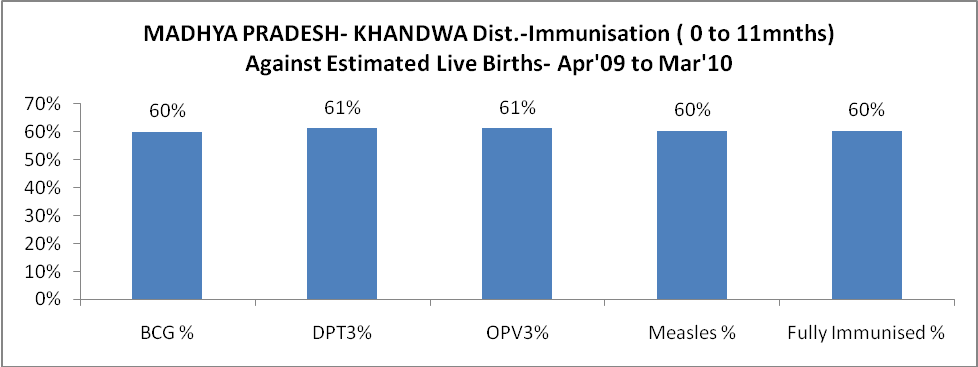 MADHYA PRADESH- KHANDWA Dist.-Immunisation ( 0 to 11mnths)
Against Estimated Live Births- Apr'09 to Mar'10
70%
60%
50%
40%
30%
20%
10%
0%
60%
61%
61%
60%
60%
BCG %
DPT3%
OPV3%
Measles %
Fully Immunised %